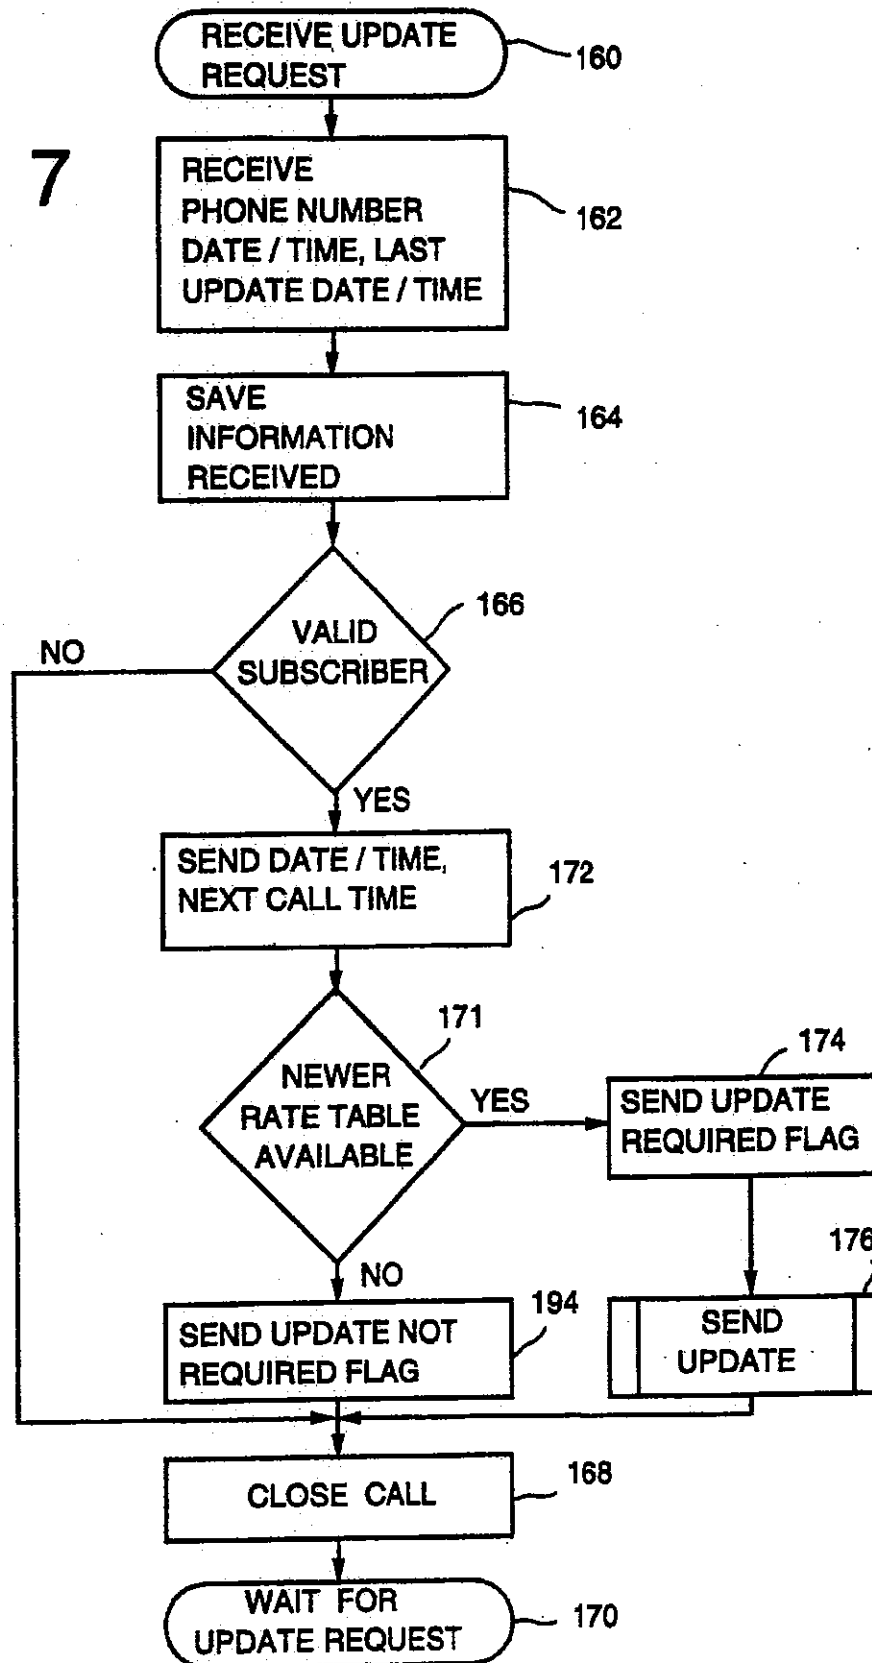 RECEIVE UPDATE
REQUEST
160
7
RECEIVE
PHONE NUMBER
DATE / TIME, LAST
UPDATE DATE / TIME
162
SAVE
INFORMATION
RECEIVED
164
VALID
SUBSCRIBER
166
NO
YES
SEND DATE / TIME,
NEXT CALL TIME
172
NEWER
RATE TABLE
AVAILABLE
171
YES
SEND UPDATE
REQUIRED FLAG
174
NO
SEND UPDATE NOT
REQUIRED FLAG
194
SEND
UPDATE
176
CLOSE CALL
168
WAIT FOR
UPDATE REQUEST
170